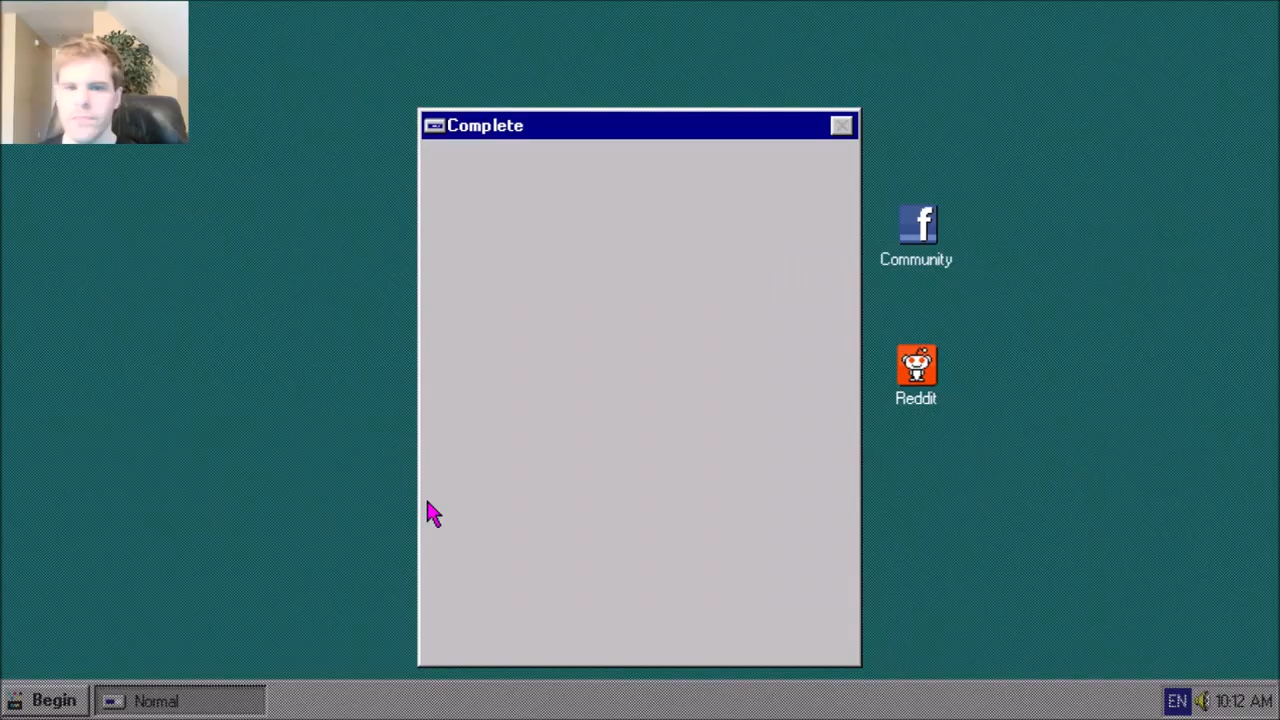 Complete
Community
Reddit
Begin
Normal
EN
10:12 AM